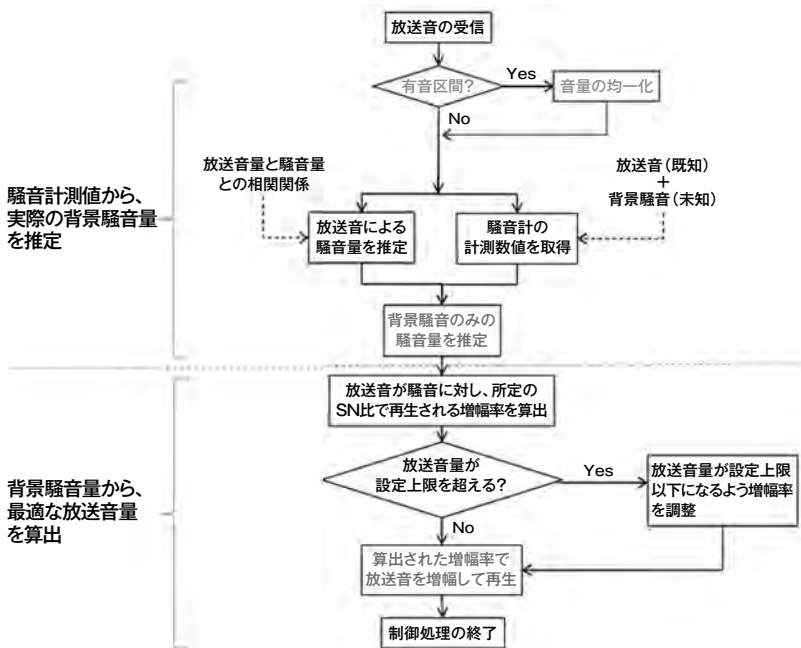 放送音の受信
有音区間?
Yes
音量の均一化
No
放送音量と騒音量
との相関関係
放送音（既知）
+
背景騒音（未知）
騒音計測値から、
実際の背景騒音量
を推定
放送音による
騒音量を推定
騒音計の
計測数値を取得
背景騒音のみの
騒音量を推定
放送音が騒音に対し、所定の
SN比で再生される増幅率を算出
背景騒音量から、
最適な放送音量
を算出
放送音量が
設定上限を超える?
Yes
放送音量が設定上限
以下になるよう増幅率
を調整
No
算出された増幅率で
放送音を増幅して再生
制御処理の終了